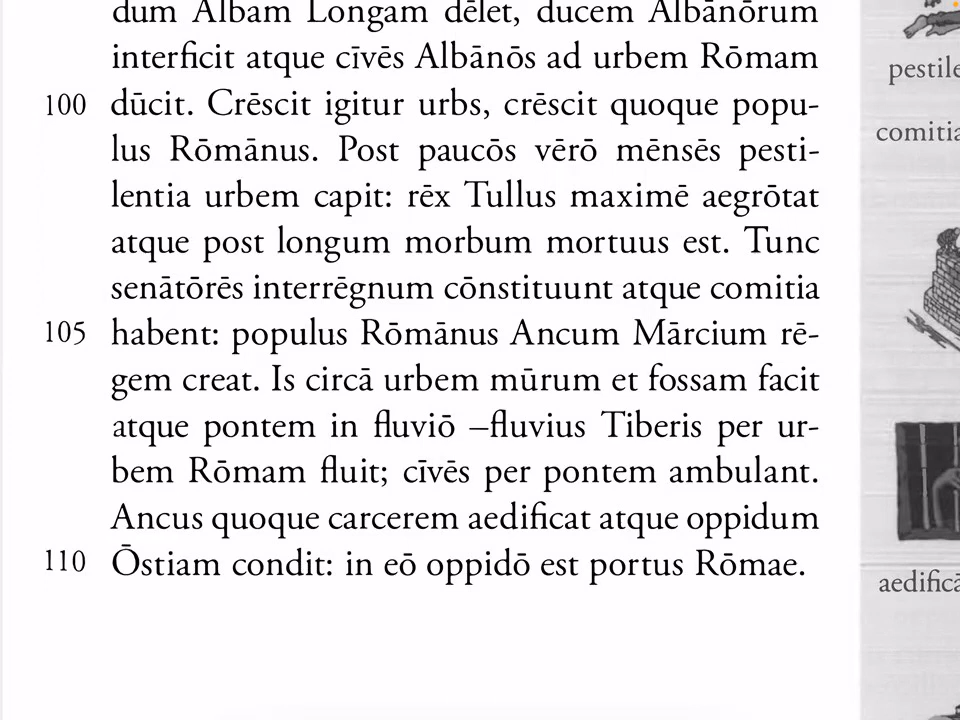 dum Albam Longam dēlet, ducem Albānōrum
interficit atque cīvēs Albānōs ad urbem Rōmam
100 dūcit. Crēscit igitur urbs, crēscit quoque popu-
lus Rōmānus. Post paucōs vērō mēnsēs pesti-
lentia urbem capit: rēx Tullus maximē aegrōtat
atque post longum morbum mortuus est. Tunc
senātōrēs interrēgnum cōnstituunt atque comitia
105 habent: populus Rōmānus Ancum Mārcium rē-
gem creat. Is circā urbem mūrum et fossam facit
atque pontem in fluviō –fluvius Tiberis per ur-
bem Rōmam fluit; cīvēs per pontem ambulant.
Ancus quoque carcerem aedificat atque oppidum
110 Ōstiam condit: in eō oppidō est portus Rōmae.
pestile
comitia
aedificā